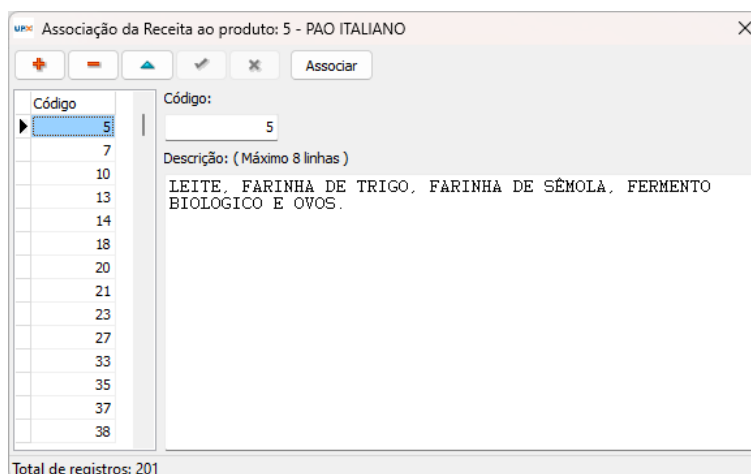 UPX Associação da Receita ao produto: 5 - PAO ITALIANO
Associar
Código
5
7
10
13
14
18
20
21
23
27
33
35
37
38
Código:
5
Descrição: ( Máximo 8 linhas )
LEITE, FARINHA DE TRIGO, FARINHA DE SÊMOLA, FERMENTO
BIOLOGICO E OVOS.
Total de registros: 201